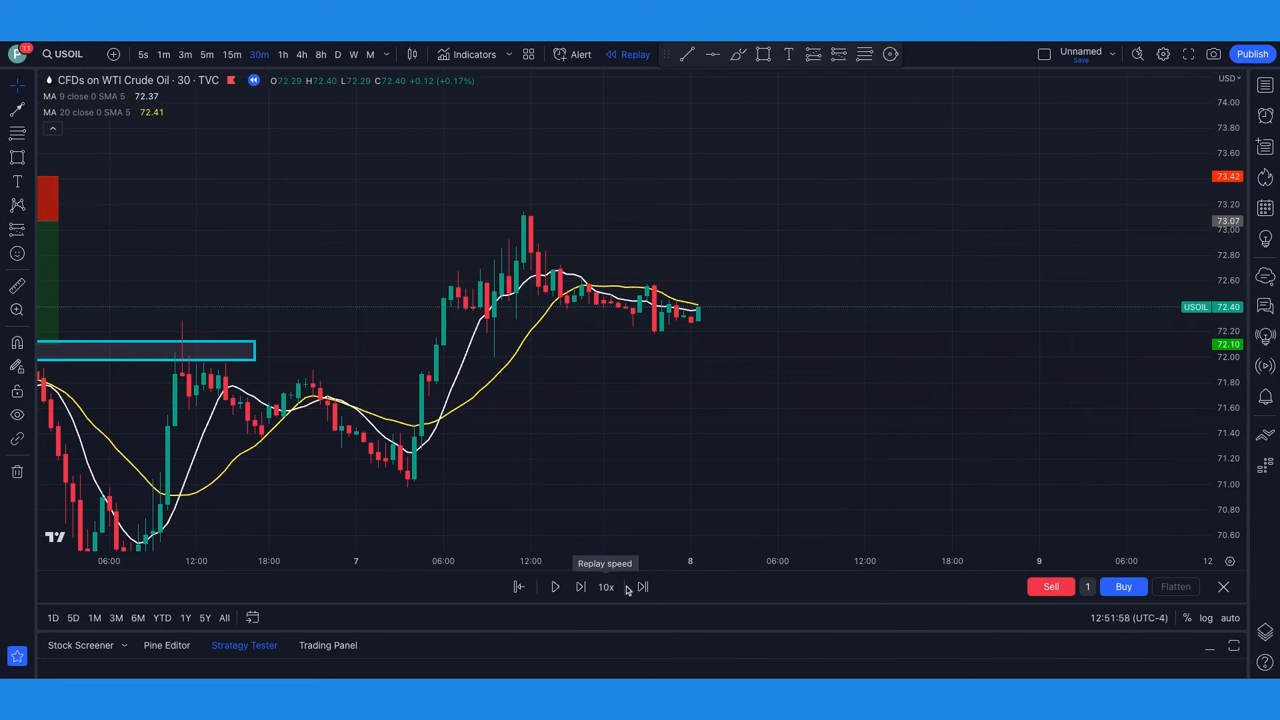 11
USOIL 5s 1m 3m 5m 15m 30m 1h 4h 8h D W M Indicators Alert Replay Unnamed Save Publish
CFDs on WTI Crude Oil · 30 · TVC O72.29 H72.40 L72.29 C72.40 +0.12 (+0.17%)
MA 9 close 0 SMA 5 72.37
MA 20 close 0 SMA 5 72.41
USD
74.00
73.80
73.60
73.42
73.20
73.07
73.00
72.80
72.60
USOIL 72.40
72.20
72.10
72.00
71.80
71.60
71.40
71.20
71.00
70.80
70.60
06:00 12:00 18:00 7 06:00 12:00 8 06:00 12:00 18:00 9 06:00 12
Replay speed
10x Sell 1 Buy Flatten
1D 5D 1M 3M 6M YTD 1Y 5Y All 12:51:58 (UTC-4) % log auto
Stock Screener Pine Editor Strategy Tester Trading Panel